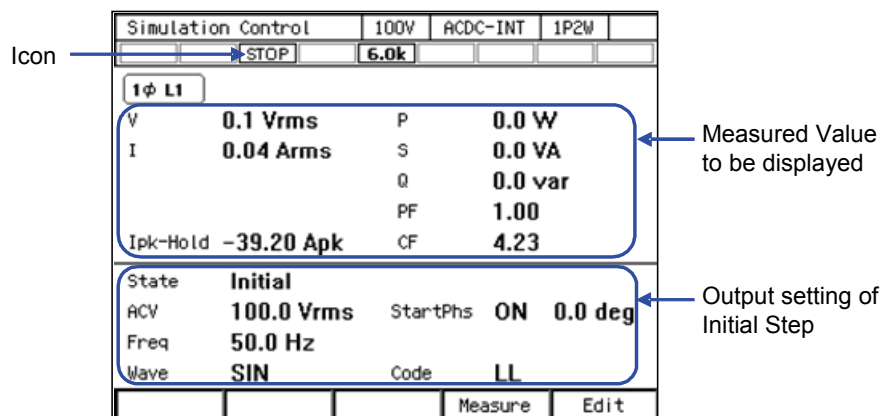 Simulation Control 100V ACDC-INT 1P2W
Icon STOP 6.0k
1ϕ L1
V 0.1 Vrms P 0.0 W
I 0.04 Arms S 0.0 VA
Q 0.0 var
PF 1.00
Ipk-Hold -39.20 Apk CF 4.23
Measured Value
to be displayed
State Initial
ACV 100.0 Vrms StartPhs ON 0.0 deg
Freq 50.0 Hz
Wave SIN Code LL
Output setting of
Initial Step
Measure Edit